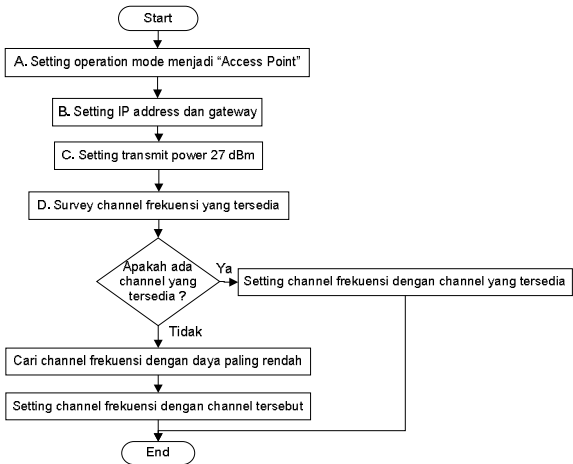 Start
A. Setting operation mode menjadi “Access Point”
B. Setting IP address dan gateway
C. Setting transmit power 27 dBm
D. Survey channel frekuensi yang tersedia
Apakah ada
channel yang
tersedia ?
Ya
Setting channel frekuensi dengan channel yang tersedia
Tidak
Cari channel frekuensi dengan daya paling rendah
Setting channel frekuensi dengan channel tersebut
End